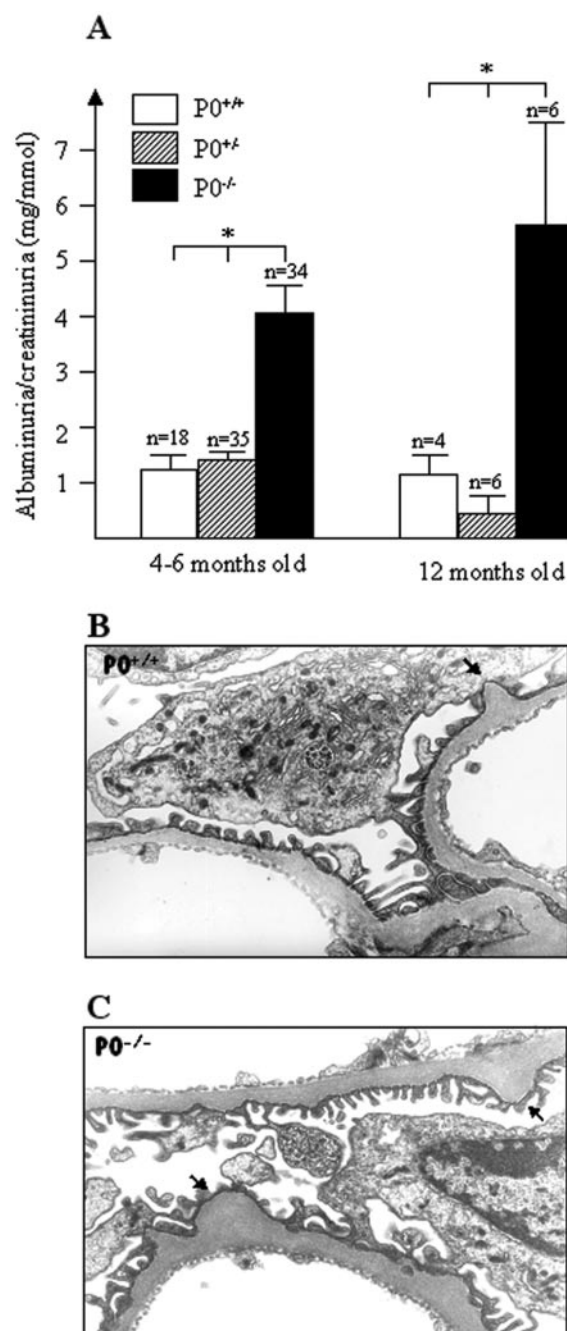 A
P0+/+
P0+/-
P0-/-
Albuminuria/creatininuria (mg/mmol)
7
6
5
4
3
2
1
*
*
n=18
n=35
n=34
n=4
n=6
n=6
4-6 months old
12 months old
B
P0+/+
C
P0-/-